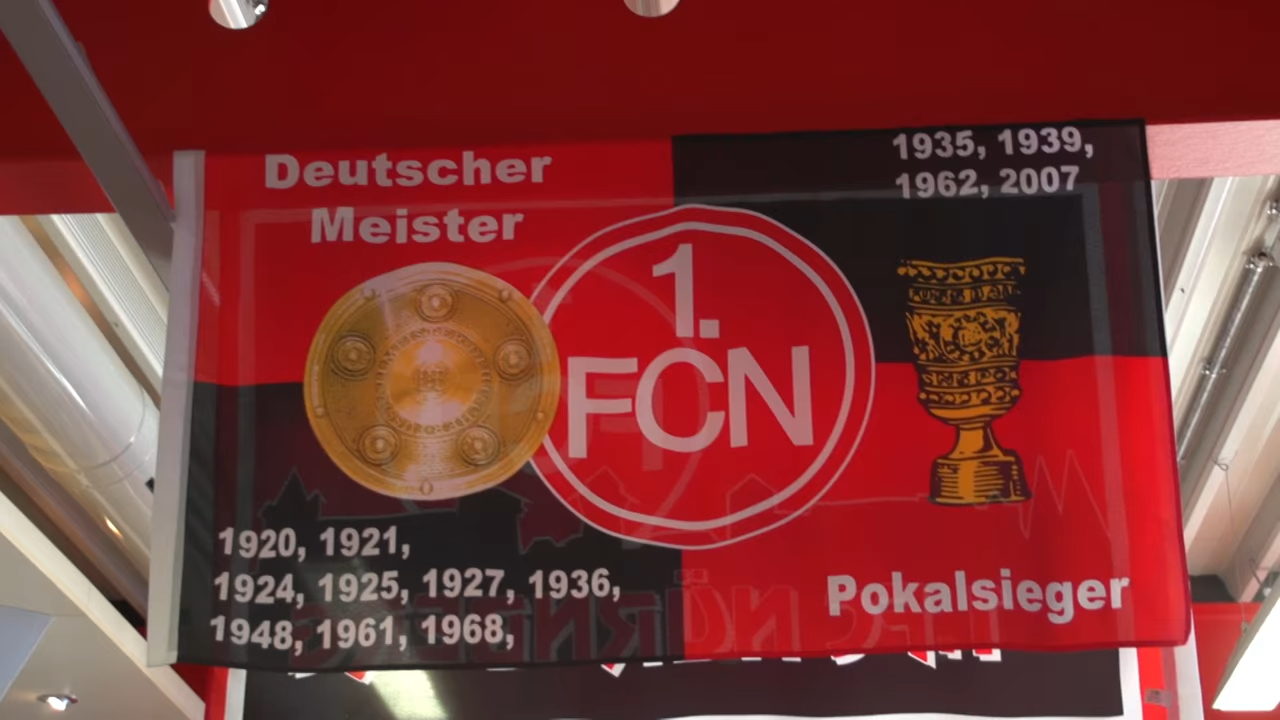 Deutscher
Meister
1935, 1939,
1962, 2007
1.
FCN
1920, 1921,
1924, 1925, 1927, 1936,
1948, 1961, 1968,
Pokalsieger